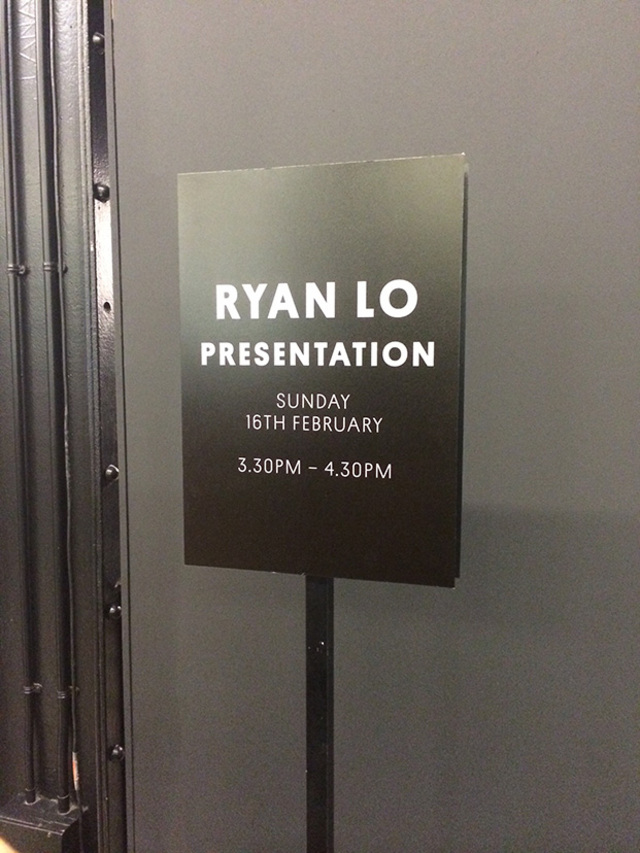 RYAN LO
PRESENTATION
SUNDAY
16TH FEBRUARY
3.30PM – 4.30PM